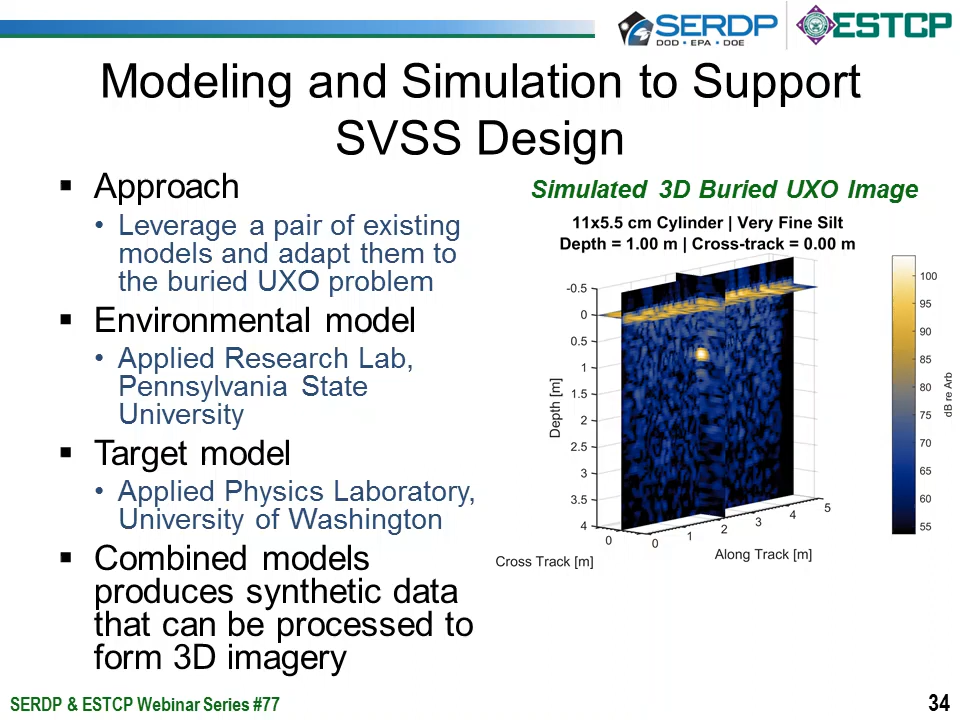 SERDP
DOD • EPA • DOE
ESTCP
Modeling and Simulation to Support
SVSS Design
▪ Approach
• Leverage a pair of existing
models and adapt them to
the buried UXO problem
▪ Environmental model
• Applied Research Lab,
Pennsylvania State
University
▪ Target model
• Applied Physics Laboratory,
University of Washington
▪ Combined models
produces synthetic data
that can be processed to
form 3D imagery
Simulated 3D Buried UXO Image
11x5.5 cm Cylinder | Very Fine Silt
Depth = 1.00 m | Cross-track = 0.00 m
-0.5
0
0.5
1
1.5
2
2.5
3
3.5
4
Depth [m]
0
Cross Track [m]
0
1
2
3
4
5
Along Track [m]
100
95
90
85
80
75
70
65
60
55
dB re Arb
SERDP & ESTCP Webinar Series #77
34